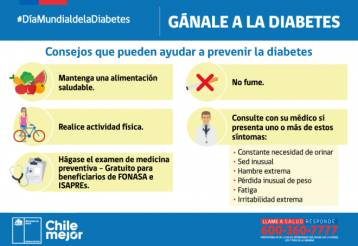 #DíaMundialdelaDiabetes
GÁNALE A LA DIABETES
Consejos que pueden ayudar a prevenir la diabetes
Mantenga una alimentación
saludable.
No fume.
Realice actividad física.
Consulte con su médico si
presenta uno o más de estos
síntomas:
• Constante necesidad de orinar
• Sed inusual
• Hambre extrema
• Pérdida inusual de peso
• Fatiga
• Irritabilidad extrema
Hágase el examen de medicina
preventiva - Gratuito para
beneficiarios de FONASA e
ISAPREs.
Chile
mejor
LLAME A SALUD RESPONDE
600-360-7777